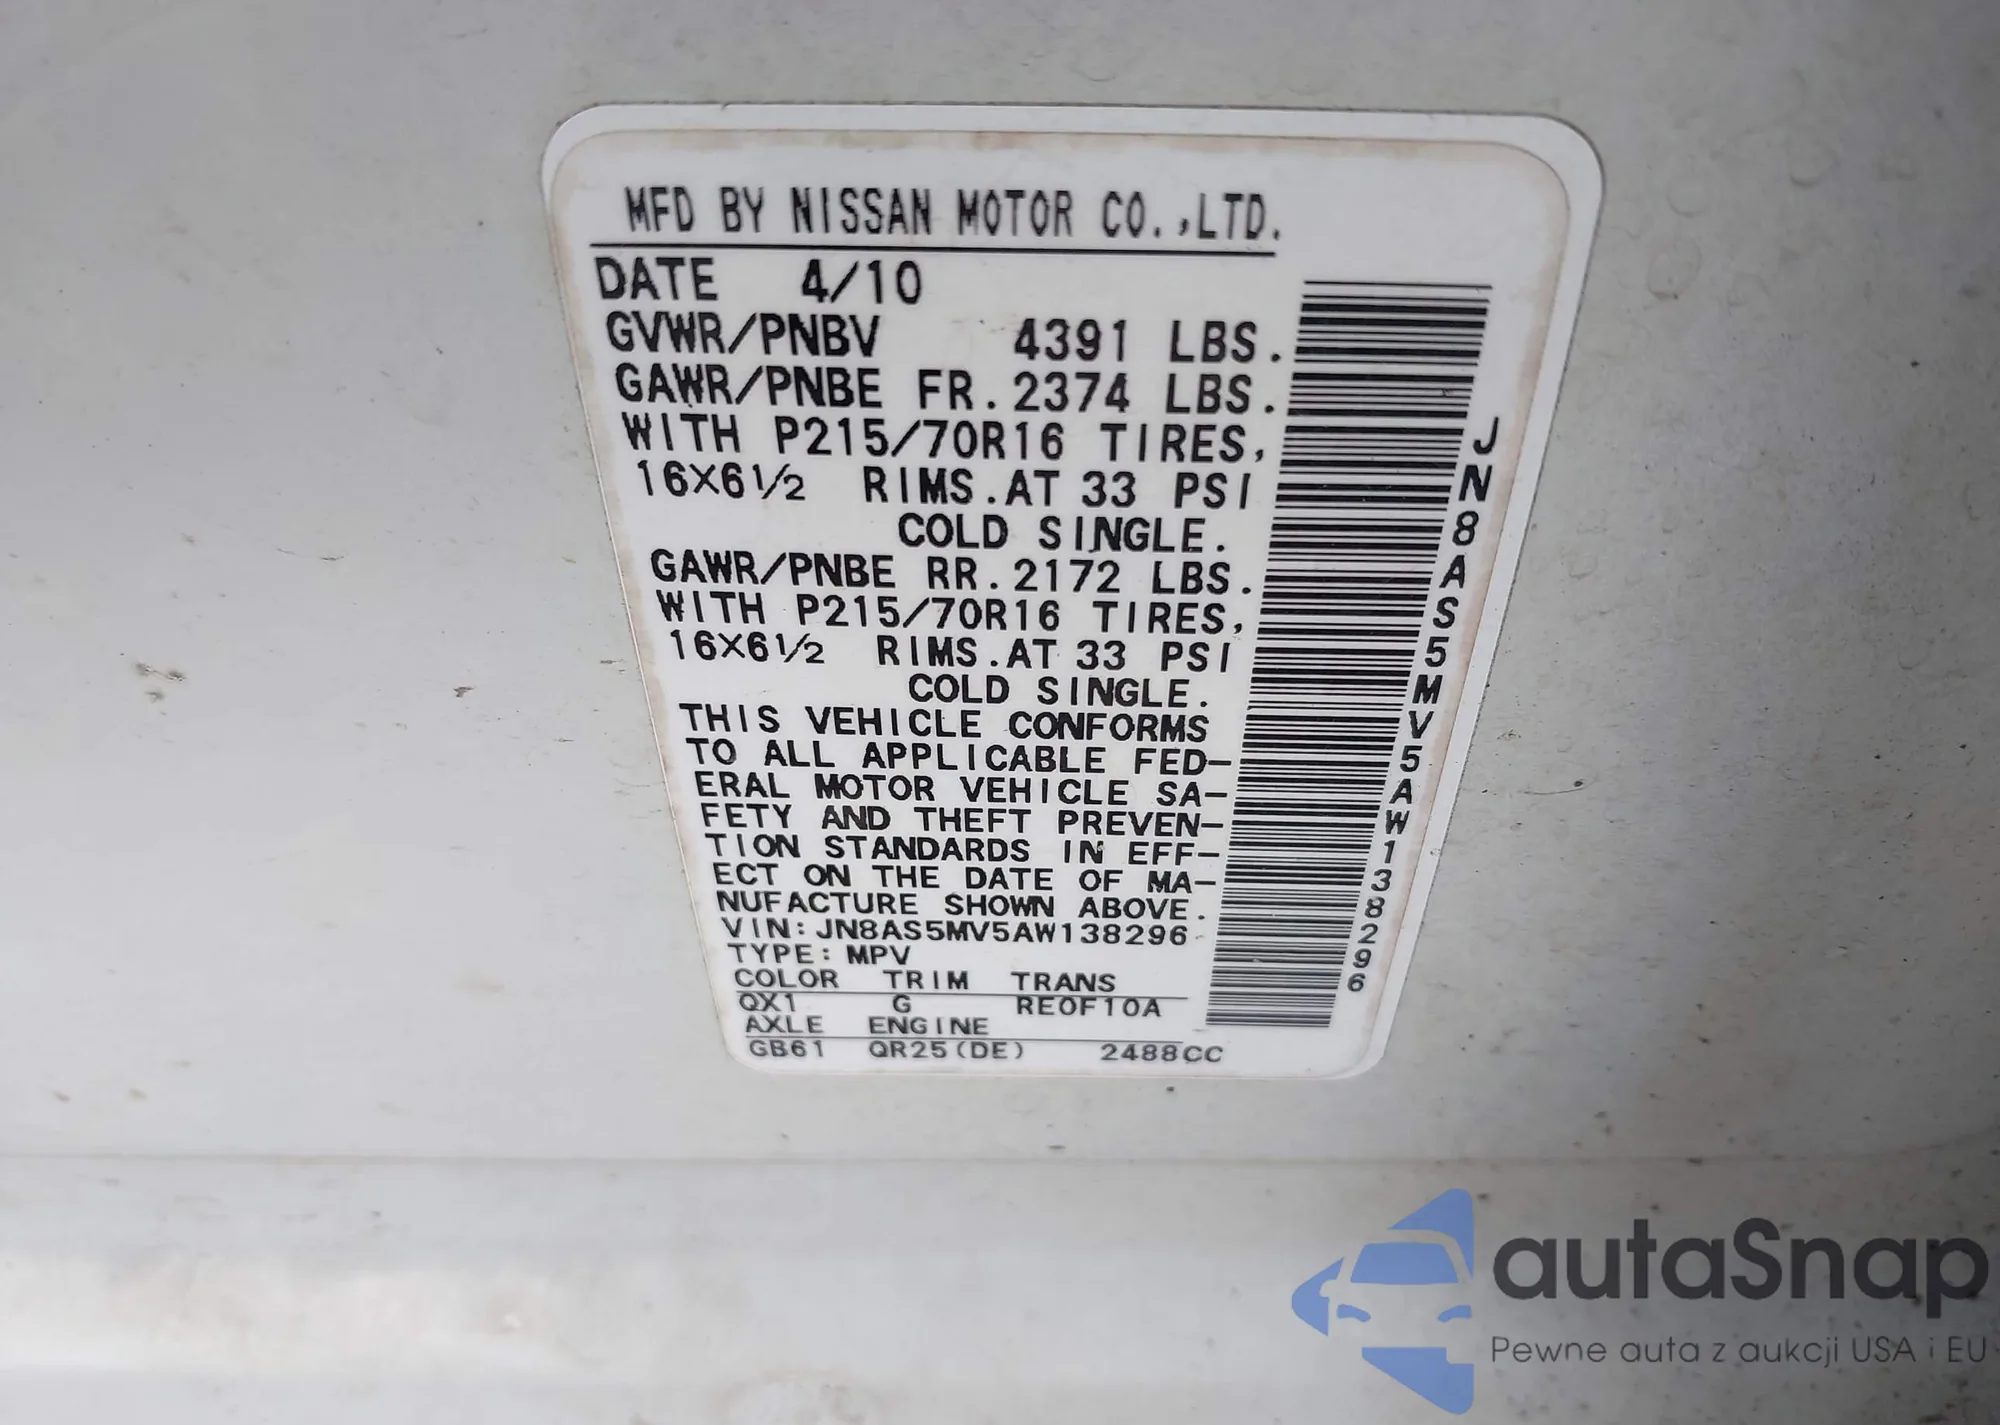 MFD BY NISSAN MOTOR CO.,LTD.
DATE 4/10
GVWR/PNBV 4391 LBS.
GAWR/PNBE FR.2374 LBS.
WITH P215/70R16 TIRES,
16X6½ RIMS.AT 33 PSI
COLD SINGLE.
GAWR/PNBE RR.2172 LBS.
WITH P215/70R16 TIRES,
16X6½ RIMS.AT 33 PSI
COLD SINGLE.
THIS VEHICLE CONFORMS
TO ALL APPLICABLE FED-
ERAL MOTOR VEHICLE SA-
FETY AND THEFT PREVEN-
TION STANDARDS IN EFF-
ECT ON THE DATE OF MA-
NUFACTURE SHOWN ABOVE.
VIN:JN8AS5MV5AW138296
TYPE:MPV
COLOR TRIM TRANS
QX1 G RE0F10A
AXLE ENGINE
GB61 QR25(DE) 2488CC
JN8AS5MV5AW138296
autaSnap
Pewne auta z aukcji USA i EU